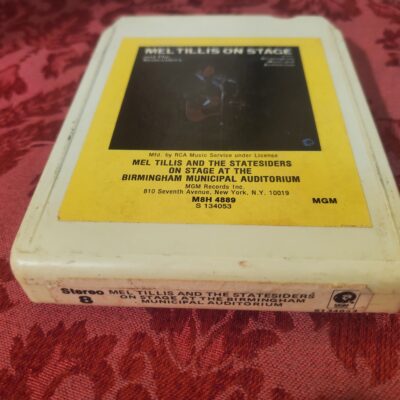 MEL TILLIS ON STAGE
Mfd. by RCA Music Service under License
MEL TILLIS AND THE STATESIDERS
ON STAGE AT THE
BIRMINGHAM MUNICIPAL AUDITORIUM
MGM Records Inc.
810 Seventh Avenue, New York, N.Y. 10019
M8H 4889
MGM
S 134053
Stereo
8
MEL TILLIS AND THE STATESIDERS
ON STAGE AT THE BIRMINGHAM
MUNICIPAL AUDITORIUM